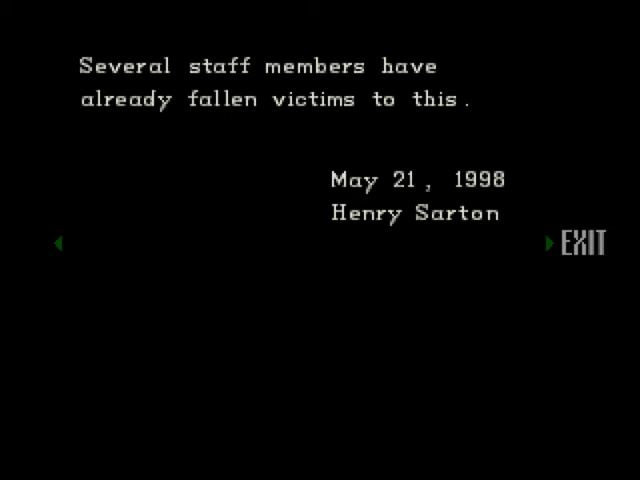 Several staff members have
already fallen victims to this.
May 21, 1998
Henry Sarton
EXIT